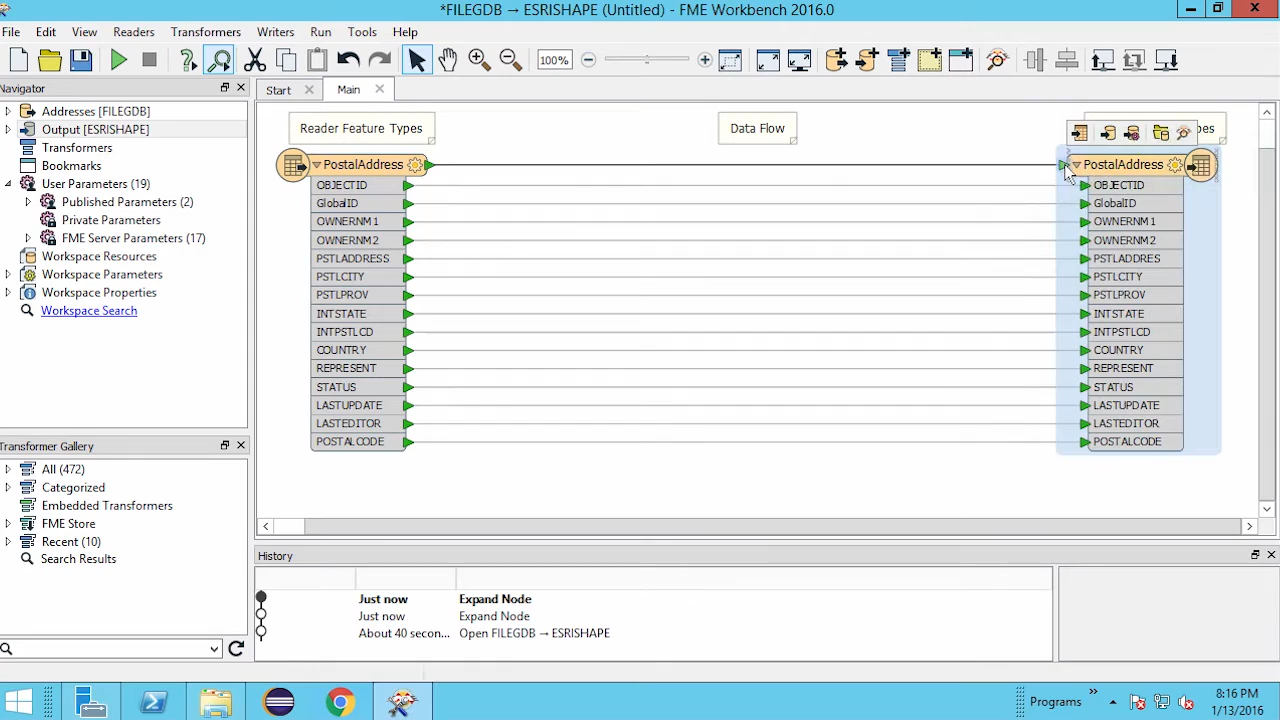 *FILEGDB → ESRISHAPE (Untitled) - FME Workbench 2016.0
File Edit View Readers Transformers Writers Run Tools Help
100%
Navigator
Addresses [FILEGDB]
Output [ESRISHAPE]
Transformers
Bookmarks
User Parameters (19)
Published Parameters (2)
Private Parameters
FME Server Parameters (17)
Workspace Resources
Workspace Parameters
Workspace Properties
Workspace Search
Transformer Gallery
All (472)
Categorized
Embedded Transformers
FME Store
Recent (10)
Search Results
Start Main
Reader Feature Types
Data Flow
PostalAddress
OBJECTID
GlobalID
OWNERNM1
OWNERNM2
PSTLADDRESS
PSTLCITY
PSTLPROV
INTSTATE
INTPSTLCD
COUNTRY
REPRESENT
STATUS
LASTUPDATE
LASTEDITOR
POSTALCODE
PostalAddress
OBJECTID
GlobalID
OWNERNM1
OWNERNM2
PSTLADDRES
PSTLCITY
PSTLPROV
INTSTATE
INTPSTLCD
COUNTRY
REPRESENT
STATUS
LASTUPDATE
LASTEDITOR
POSTALCODE
History
Just now Expand Node
Just now Expand Node
About 40 secon... Open FILEGDB → ESRISHAPE
Programs
8:16 PM
1/13/2016